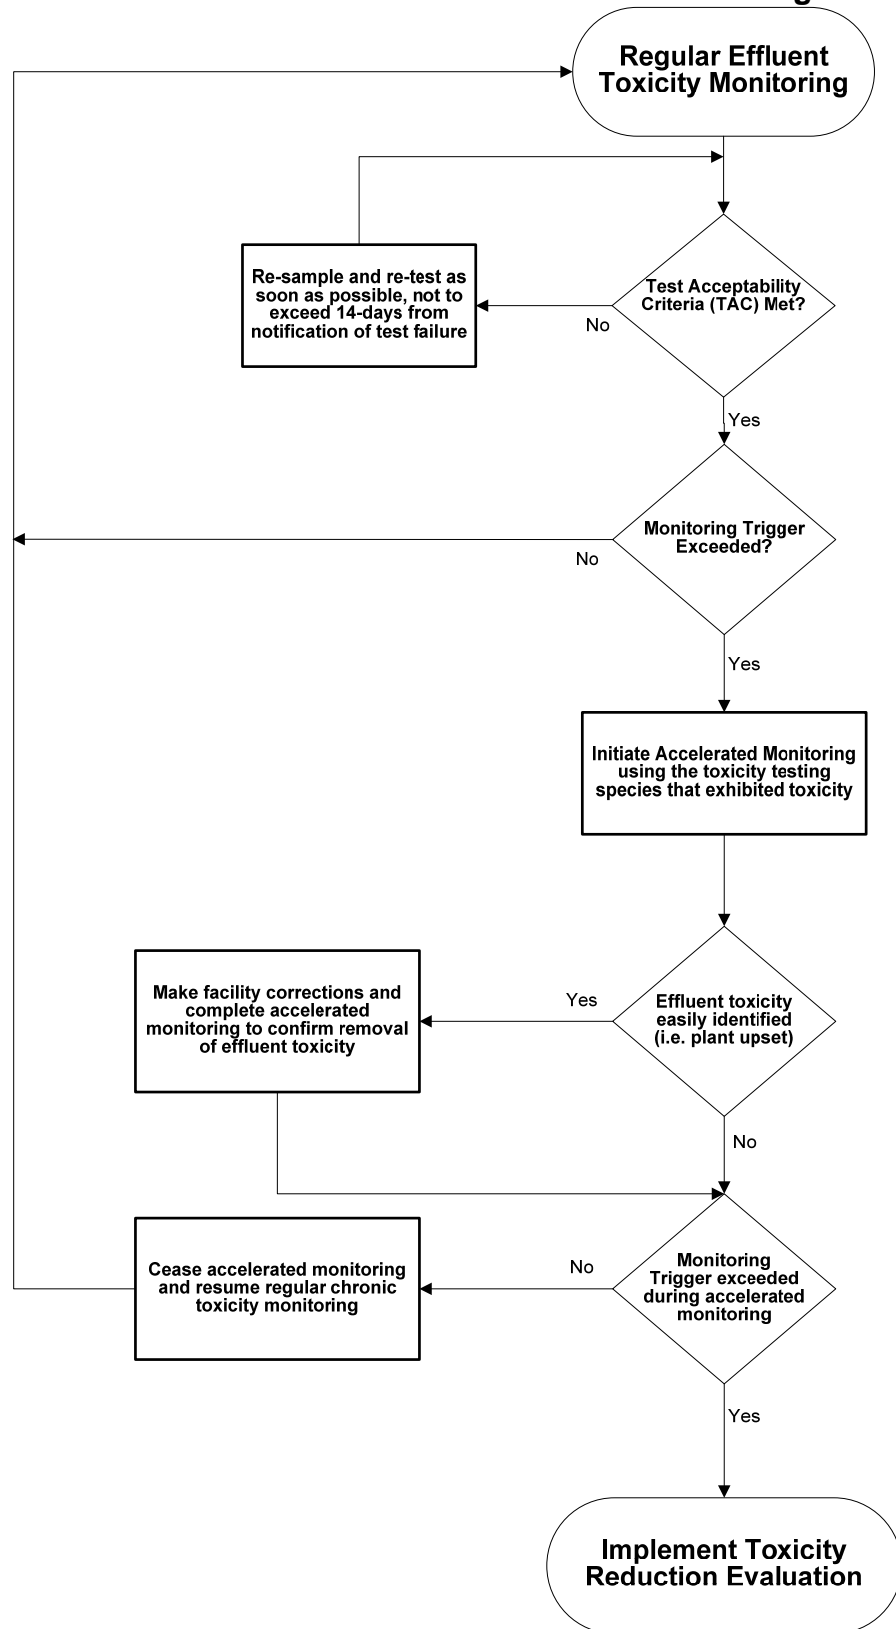 Regular Effluent
Toxicity Monitoring
Re-sample and re-test as
soon as possible, not to
exceed 14-days from
notification of test failure
Test Acceptability
Criteria (TAC) Met?
No
Yes
Monitoring Trigger
Exceeded?
No
Yes
Initiate Accelerated Monitoring
using the toxicity testing
species that exhibited toxicity
Make facility corrections and
complete accelerated
monitoring to confirm removal
of effluent toxicity
Yes
Effluent toxicity
easily identified
(i.e. plant upset)
No
Cease accelerated monitoring
and resume regular chronic
toxicity monitoring
No
Monitoring
Trigger exceeded
during accelerated
monitoring
Yes
Implement Toxicity
Reduction Evaluation